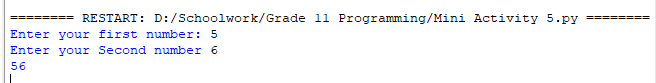 ======== RESTART: D:/Schoolwork/Grade 11 Programming/Mini Activity 5.py ========
Enter your first number: 5
Enter your Second number 6
56